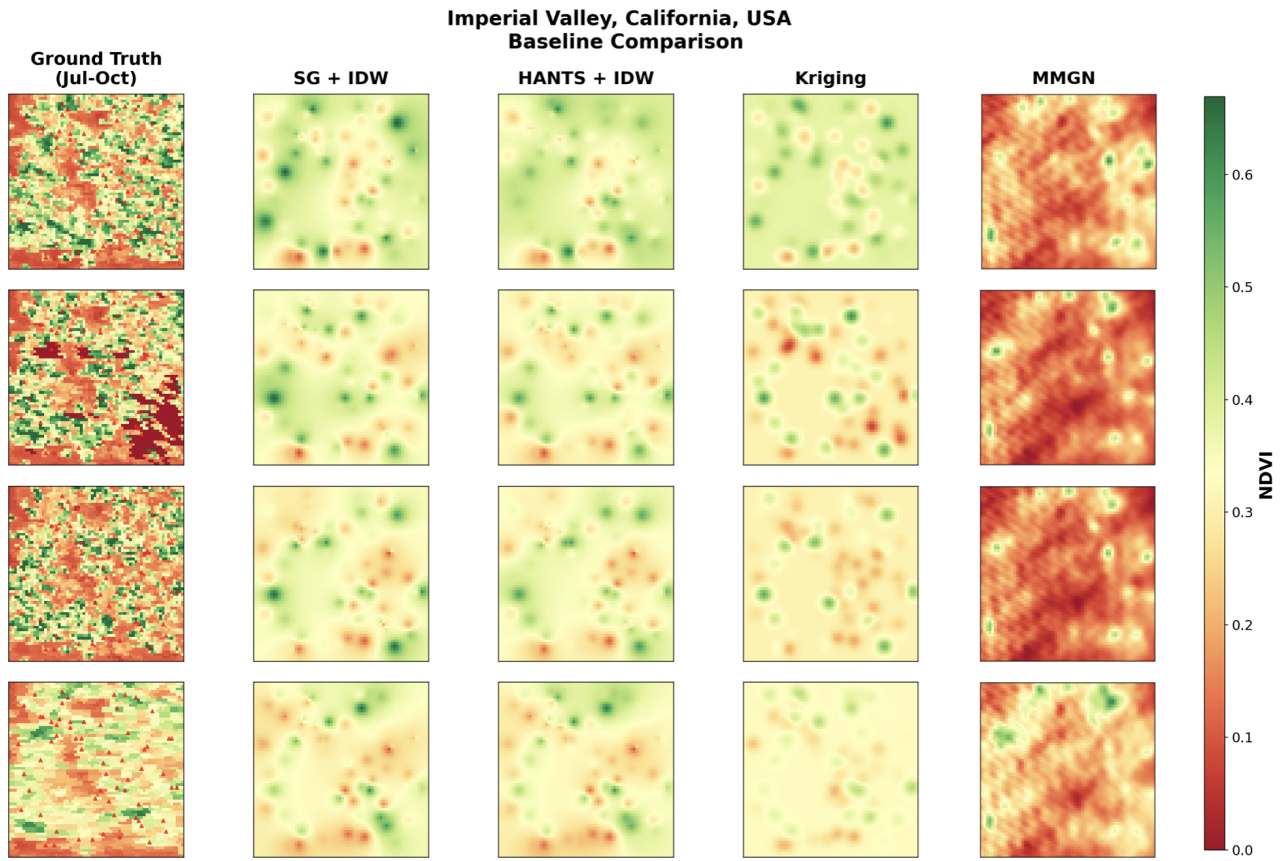 Imperial Valley, California, USA
Baseline Comparison
Ground Truth
(Jul-Oct)
SG + IDW
HANTS + IDW
Kriging
MMGN
0.6
0.5
0.4
0.3
0.2
0.1
0.0
NDVI